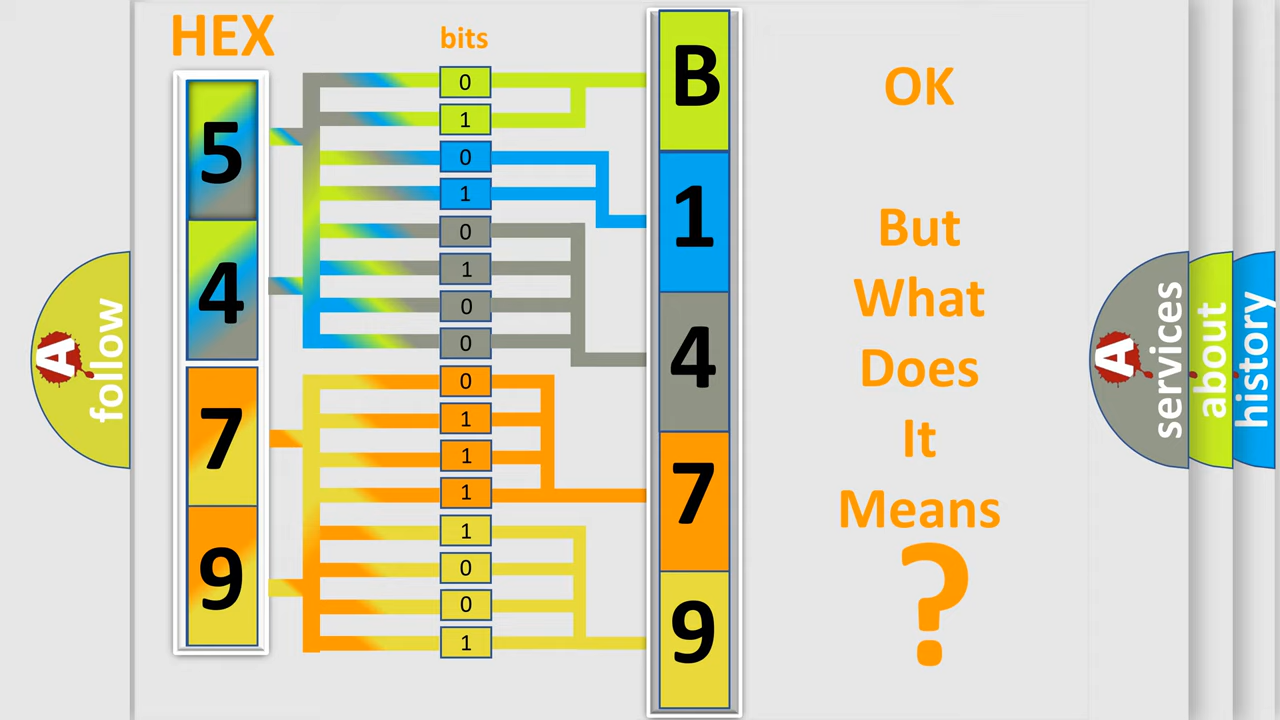 HEX
bits
5
4
7
9
0
1
0
1
0
1
0
0
0
1
1
1
1
0
0
1
B
1
4
7
9
OK
But
What
Does
It
Means
?
A
follow
A
services
about
history